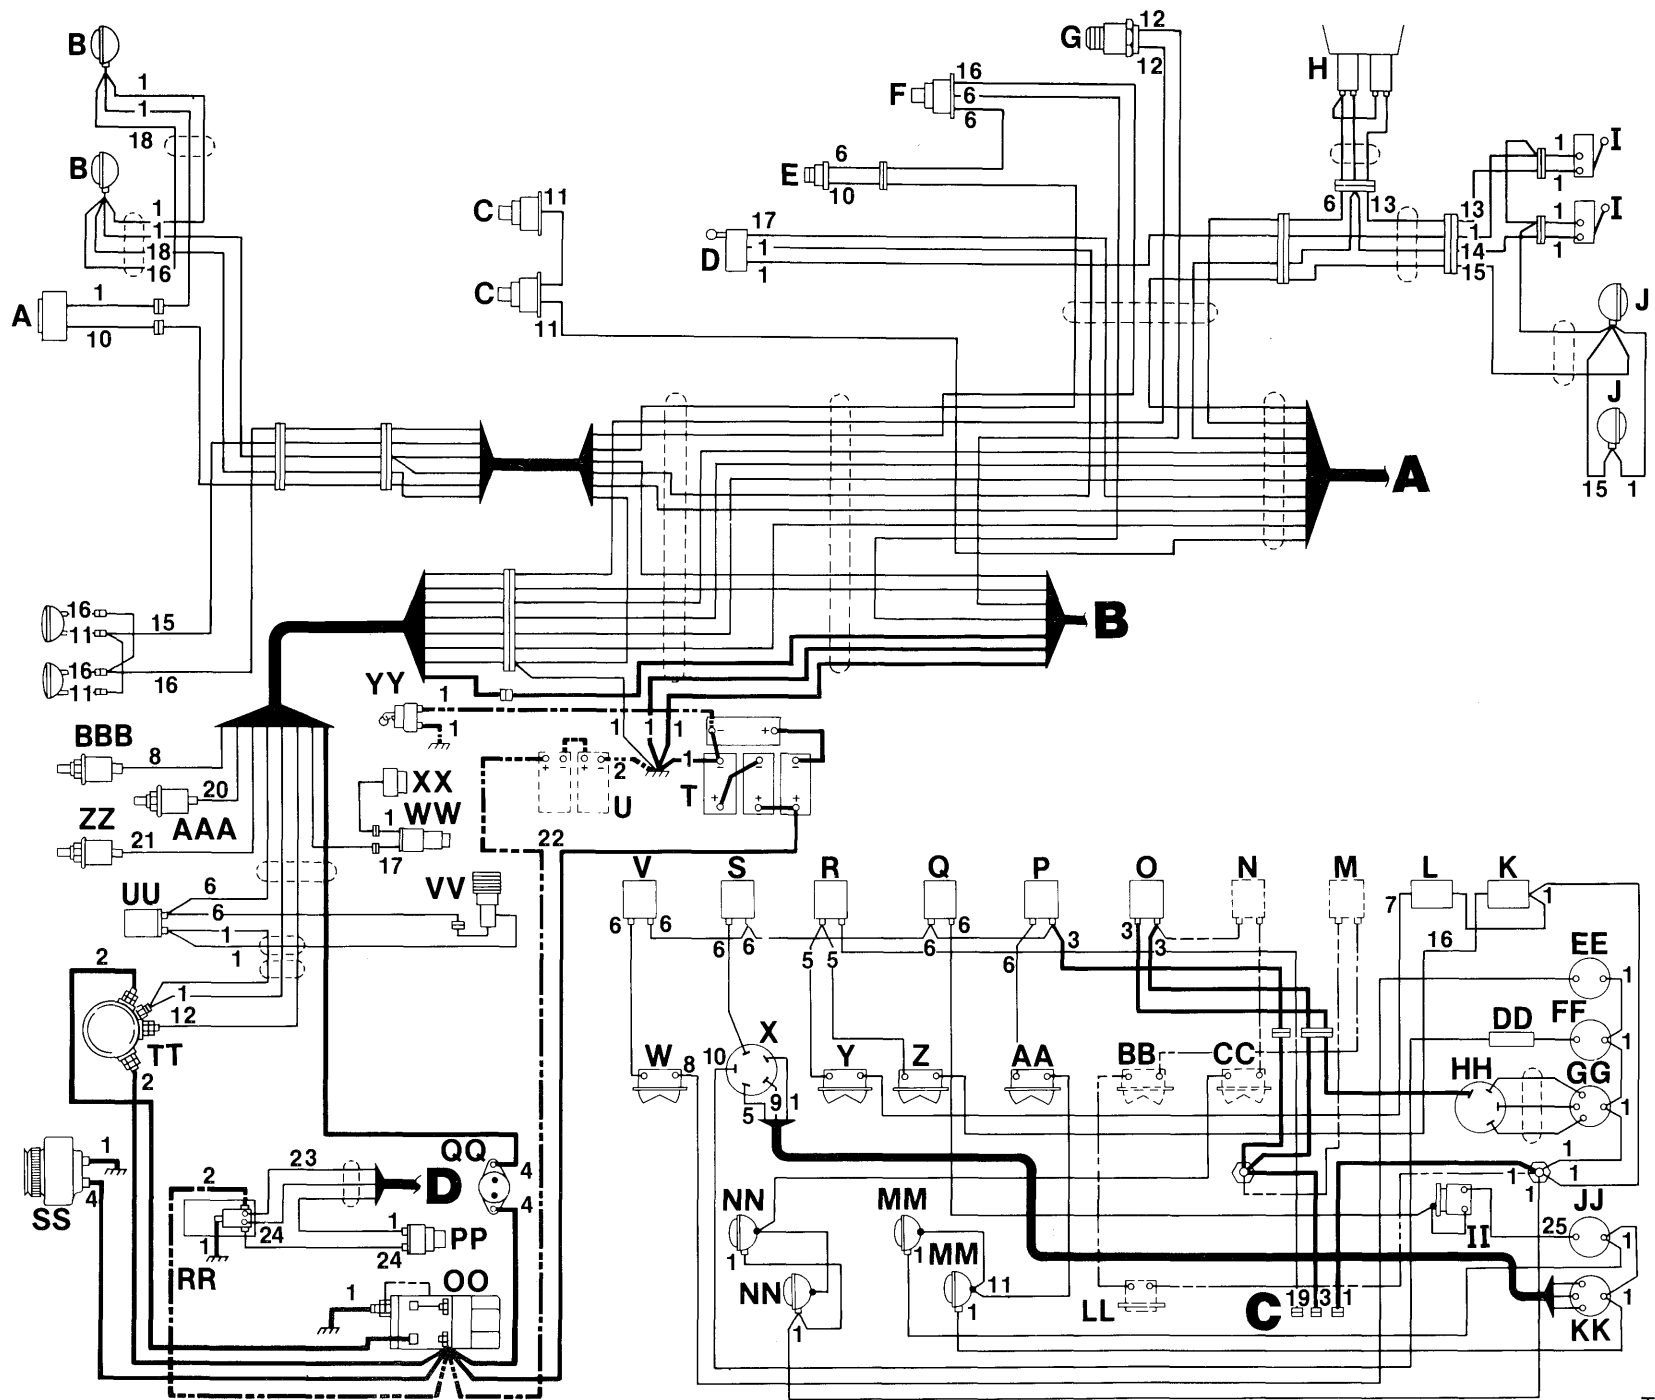 B
1
1
18
B
1
1
18
16
A
1
10
C 11
C
11
G 12
12
F 16
6
6
E 6
10
D 17
1
1
H
6 13
13
1
14
15
1 I
1
1 I
1
J
J
15 1
A
B
16
11
15
16
11
16
YY 1
1
1 1 1
1
2
U
T
22
BBB
8
20
AAA
ZZ
21
XX
WW
1
17
UU
6
6
1
1
VV
2
1
12
TT
2
SS
1
4
QQ
4
4
23
2
D
1
24
RR
1
24
PP
1
OO
V S R Q P O N M L K
6 6
6 6
5 5
6 6
6 3
3 3
7
16
1
EE
1
DD FF
1
HH GG
1
W 8
10 X
5 9 1
Y Z AA BB CC
1
1
1
1
JJ
II 25
NN
1
NN
1
MM
1
MM
11
1
LL
C 19 3 1
1
KK